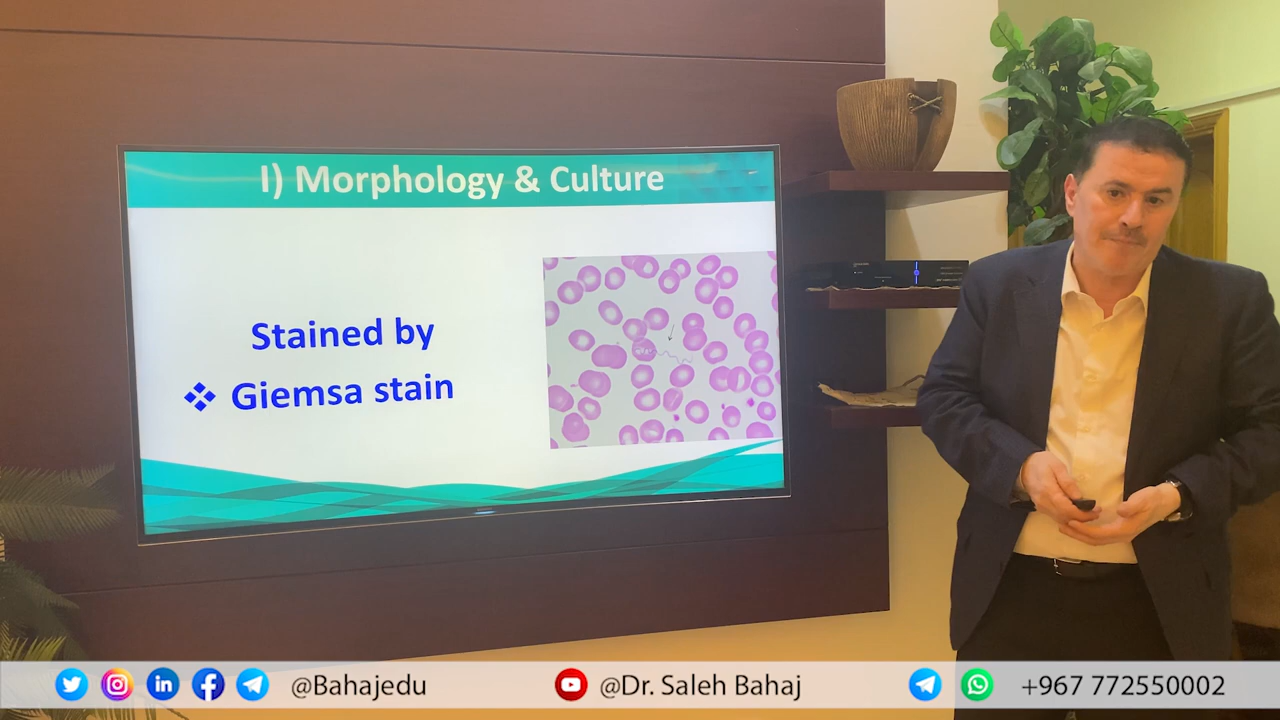 I) Morphology & Culture
Stained by
❖ Giemsa stain
@Bahajedu
@Dr. Saleh Bahaj
+967 772550002